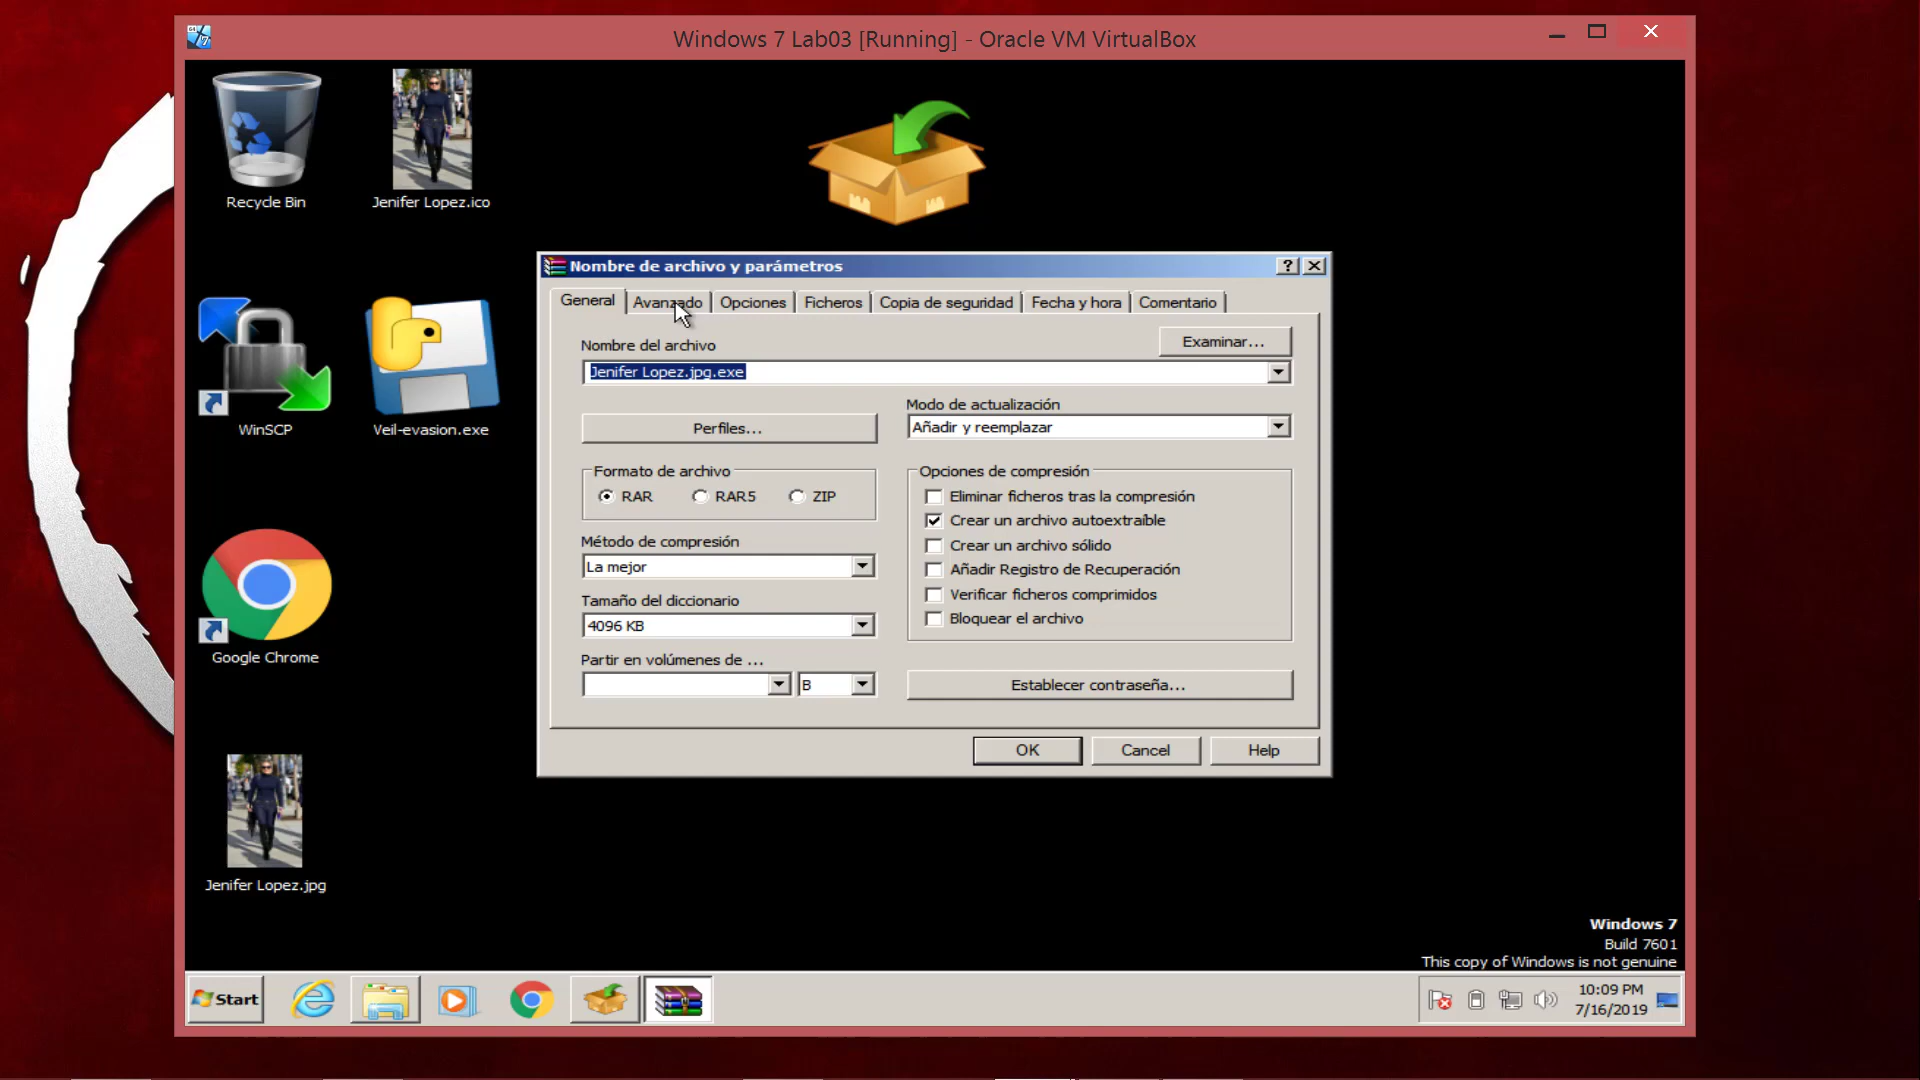 Windows 7 Lab03 [Running] - Oracle VM VirtualBox
Recycle Bin
Jenifer Lopez.ico
WinSCP
Veil-evasion.exe
Google Chrome
Jenifer Lopez.jpg
Nombre de archivo y parámetros
General
Avanzado
Opciones
Ficheros
Copia de seguridad
Fecha y hora
Comentario
Nombre del archivo
Examinar...
Jenifer Lopez.jpg.exe
Perfiles...
Modo de actualización
Añadir y reemplazar
Formato de archivo
RAR
RAR5
ZIP
Método de compresión
La mejor
Tamaño del diccionario
4096 KB
Partir en volúmenes de ...
B
Opciones de compresión
Eliminar ficheros tras la compresión
Crear un archivo autoextraíble
Crear un archivo sólido
Añadir Registro de Recuperación
Verificar ficheros comprimidos
Bloquear el archivo
Establecer contraseña...
OK
Cancel
Help
Windows 7
Build 7601
This copy of Windows is not genuine
Start
10:09 PM
7/16/2019